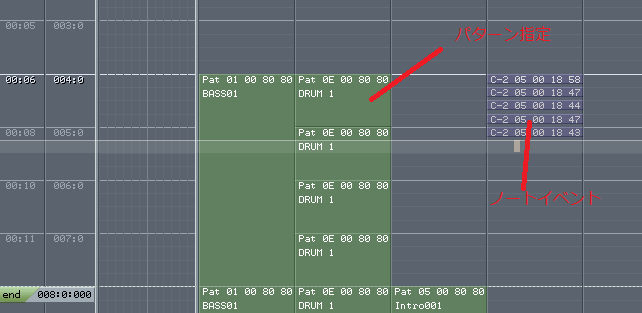 00:05 003:0
パターン指定
00:06 004:0 Pat 01 00 80 80 Pat 0E 00 80 80 C-2 05 00 18 58
BASS01 DRUM 1 C-2 05 00 18 47
C-2 05 00 18 44
C-2 05 00 18 47
00:08 005:0 Pat 0E 00 80 80 C-2 05 00 18 43
DRUM 1
00:10 006:0 Pat 0E 00 80 80
DRUM 1
ノートイベント
00:11 007:0 Pat 0E 00 80 80
DRUM 1
end 008:0:000 Pat 01 00 80 80 Pat 0E 00 80 80 Pat 05 00 80 80
BASS01 DRUM 1 Intro001